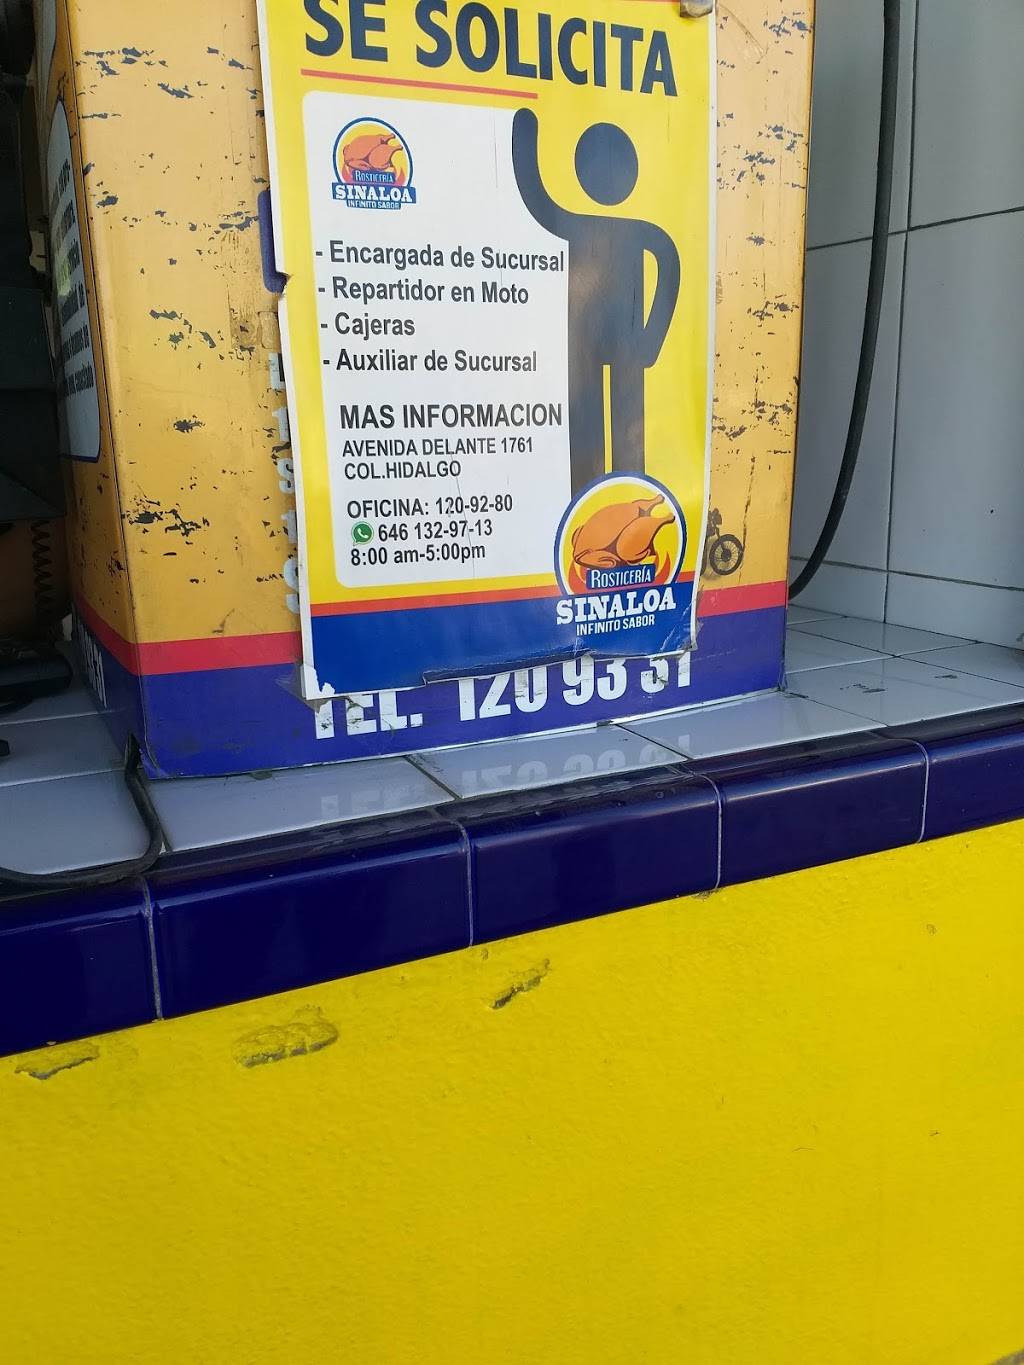 SE SOLICITA
ROSTICERÍA
SINALOA
INFINITO SABOR
- Encargada de Sucursal
- Repartidor en Moto
- Cajeras
- Auxiliar de Sucursal
MAS INFORMACION
AVENIDA DELANTE 1761
COL.HIDALGO
OFICINA: 120-92-80
646 132-97-13
8:00 am-5:00pm
ROSTICERÍA
SINALOA
INFINITO SABOR
TEL. 120 93 31